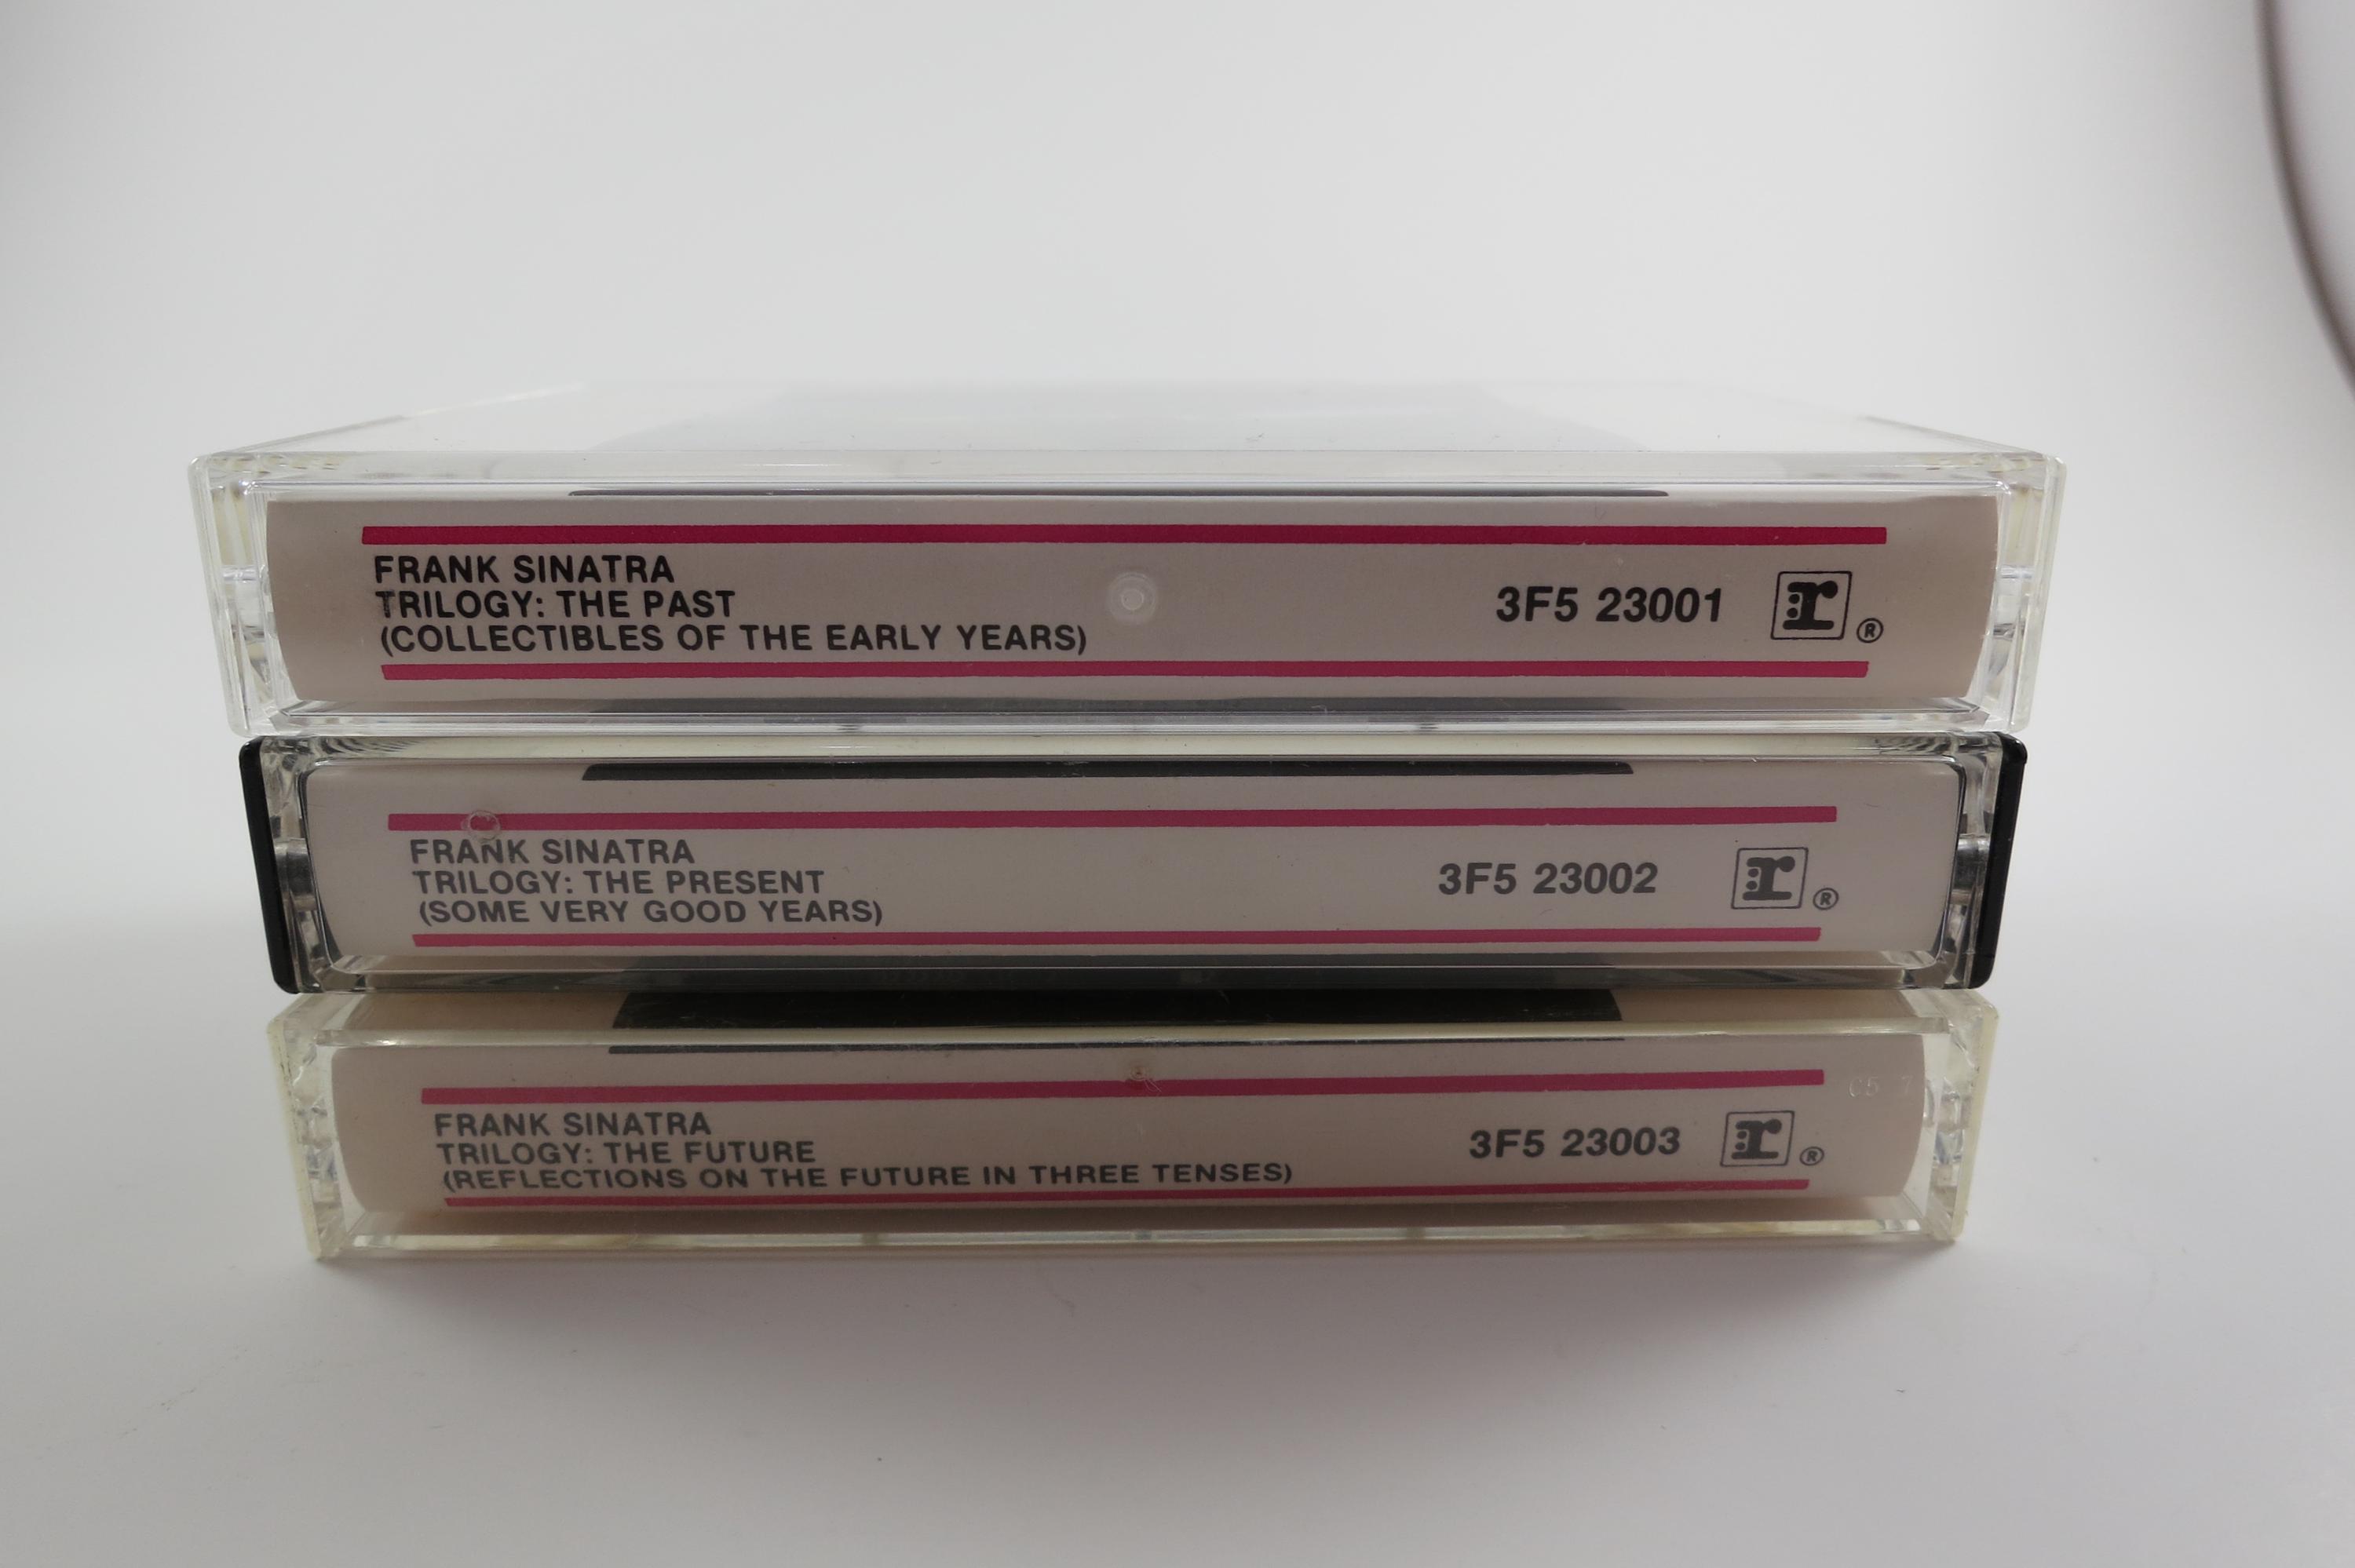 FRANK SINATRA
TRILOGY: THE PAST
(COLLECTIBLES OF THE EARLY YEARS)
3F5 23001
r ®
FRANK SINATRA
TRILOGY: THE PRESENT
(SOME VERY GOOD YEARS)
3F5 23002
r ®
FRANK SINATRA
TRILOGY: THE FUTURE
(REFLECTIONS ON THE FUTURE IN THREE TENSES)
3F5 23003
r ®